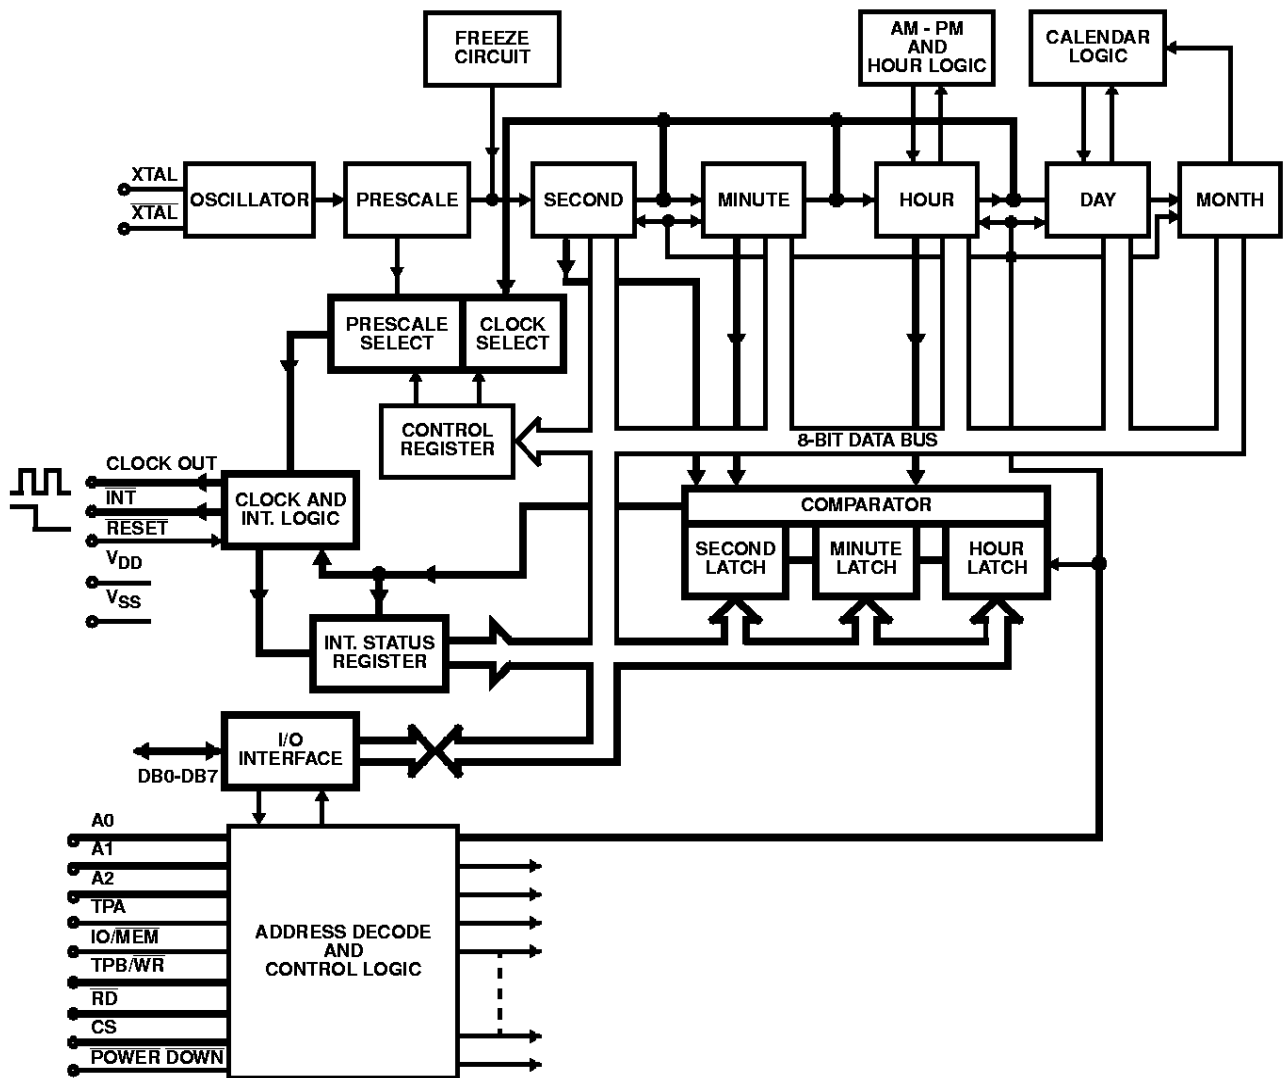 FREEZE
CIRCUIT
AM - PM
AND
HOUR LOGIC
CALENDAR
LOGIC
XTAL
XTAL
OSCILLATOR
PRESCALE
SECOND
MINUTE
HOUR
DAY
MONTH
PRESCALE
SELECT
CLOCK
SELECT
CONTROL
REGISTER
8-BIT DATA BUS
CLOCK OUT
INT
RESET
VDD
VSS
CLOCK AND
INT. LOGIC
COMPARATOR
SECOND
LATCH
MINUTE
LATCH
HOUR
LATCH
INT. STATUS
REGISTER
I/O
INTERFACE
DB0-DB7
A0
A1
A2
TPA
IO/MEM
TPB/WR
RD
CS
POWER DOWN
ADDRESS DECODE
AND
CONTROL LOGIC